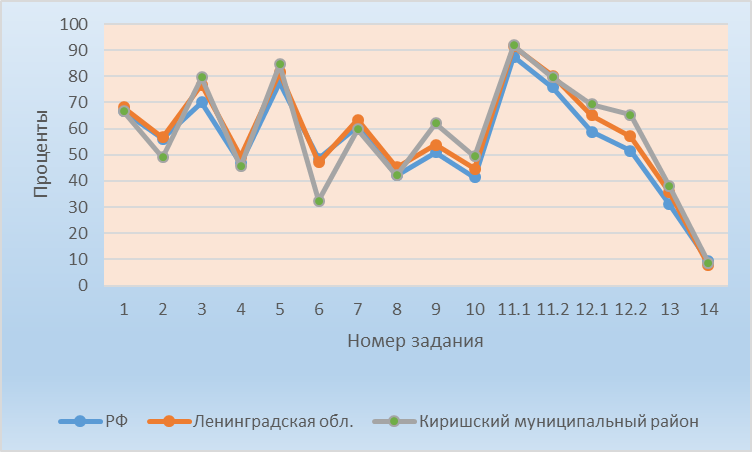 Проценты
100
90
80
70
60
50
40
30
20
10
0
1 2 3 4 5 6 7 8 9 10 11.1 11.2 12.1 12.2 13 14
Номер задания
РФ Ленинградская обл. Киришский муниципальный район